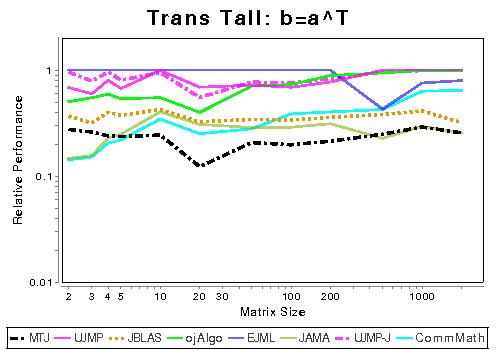 Trans Tall: b=a^T
Relative Performance
1
0.1
0.01
2 3 4 5 10 20 30 100 200 1000
Matrix Size
MTJ UJMP JBLAS ojAlgo EJML JAMA UJMP-J CommMath